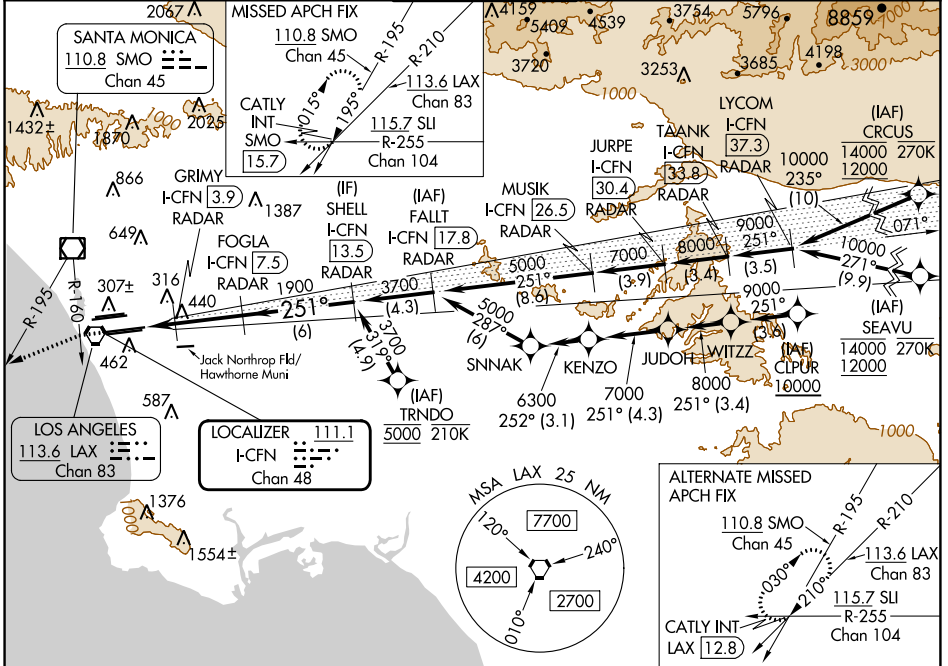 2067
SANTA MONICA
110.8 SMO
Chan 45
MISSED APCH FIX
110.8 SMO
Chan 45
R-195
R-210
113.6 LAX
Chan 83
015°
195°
CATLY
INT
SMO
15.7
115.7 SLI
R-255
Chan 104
4159
5409
4539
3754
5796
8859
7000
3720
3253
3685
4198
3000
1000
1432±
1870
1000
2025
866
649
1387
307±
316
440
462
587
1376
1000
1554±
GRIMY
I-CFN 3.9
RADAR
FOGLA
I-CFN 7.5
RADAR
(IF)
SHELL
I-CFN
13.5
RADAR
(IAF)
FALLT
I-CFN 17.8
RADAR
MUSIK
I-CFN 26.5
RADAR
JURPE
I-CFN
30.4
RADAR
TAANK
I-CFN
33.8
RADAR
LYCOM
I-CFN
37.3
RADAR
10000
235°
(10)
(IAF)
CRCUS
14000 270K
12000
071°
1900
251°
(6)
3700
(4.3)
5000
251°
(8.6)
7000
(3.9)
8000
(3.4)
9000
251°
(3.5)
10000
271°
(9.9)
(IAF)
SEAVU
14000 270K
12000
9000
251°
(3.6)
(IAF)
CLPUR
10000
5000
287°
(6)
3700
319°
(4.9)
(IAF)
TRNDO
5000 210K
SNNAK
KENZO
JUDOH
WITZZ
6300
252° (3.1)
7000
251° (4.3)
8000
251° (3.4)
R-195
R-160
Jack Northrop Fld/
Hawthorne Muni
LOS ANGELES
113.6 LAX
Chan 83
LOCALIZER 111.1
I-CFN
Chan 48
MSA LAX 25 NM
120°
7700
240°
4200
2700
010°
1000
ALTERNATE MISSED
APCH FIX
110.8 SMO
Chan 45
R-195
R-210
113.6 LAX
Chan 83
030°
210°
115.7 SLI
R-255
Chan 104
CATLY INT
LAX 12.8